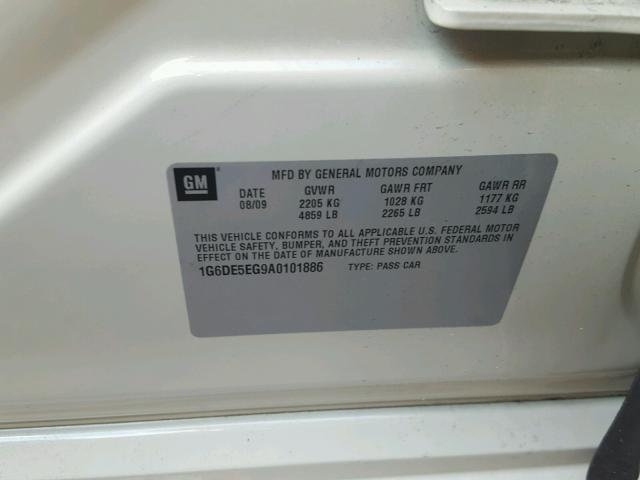 GM
MFD BY GENERAL MOTORS COMPANY
DATE GVWR GAWR FRT GAWR RR
08/09 2205 KG 1028 KG 1177 KG
4859 LB 2265 LB 2594 LB
THIS VEHICLE CONFORMS TO ALL APPLICABLE U.S. FEDERAL MOTOR
VEHICLE SAFETY, BUMPER, AND THEFT PREVENTION STANDARDS IN
EFFECT ON THE DATE OF MANUFACTURE SHOWN ABOVE.
1G6DE5EG9A0101886 TYPE: PASS CAR